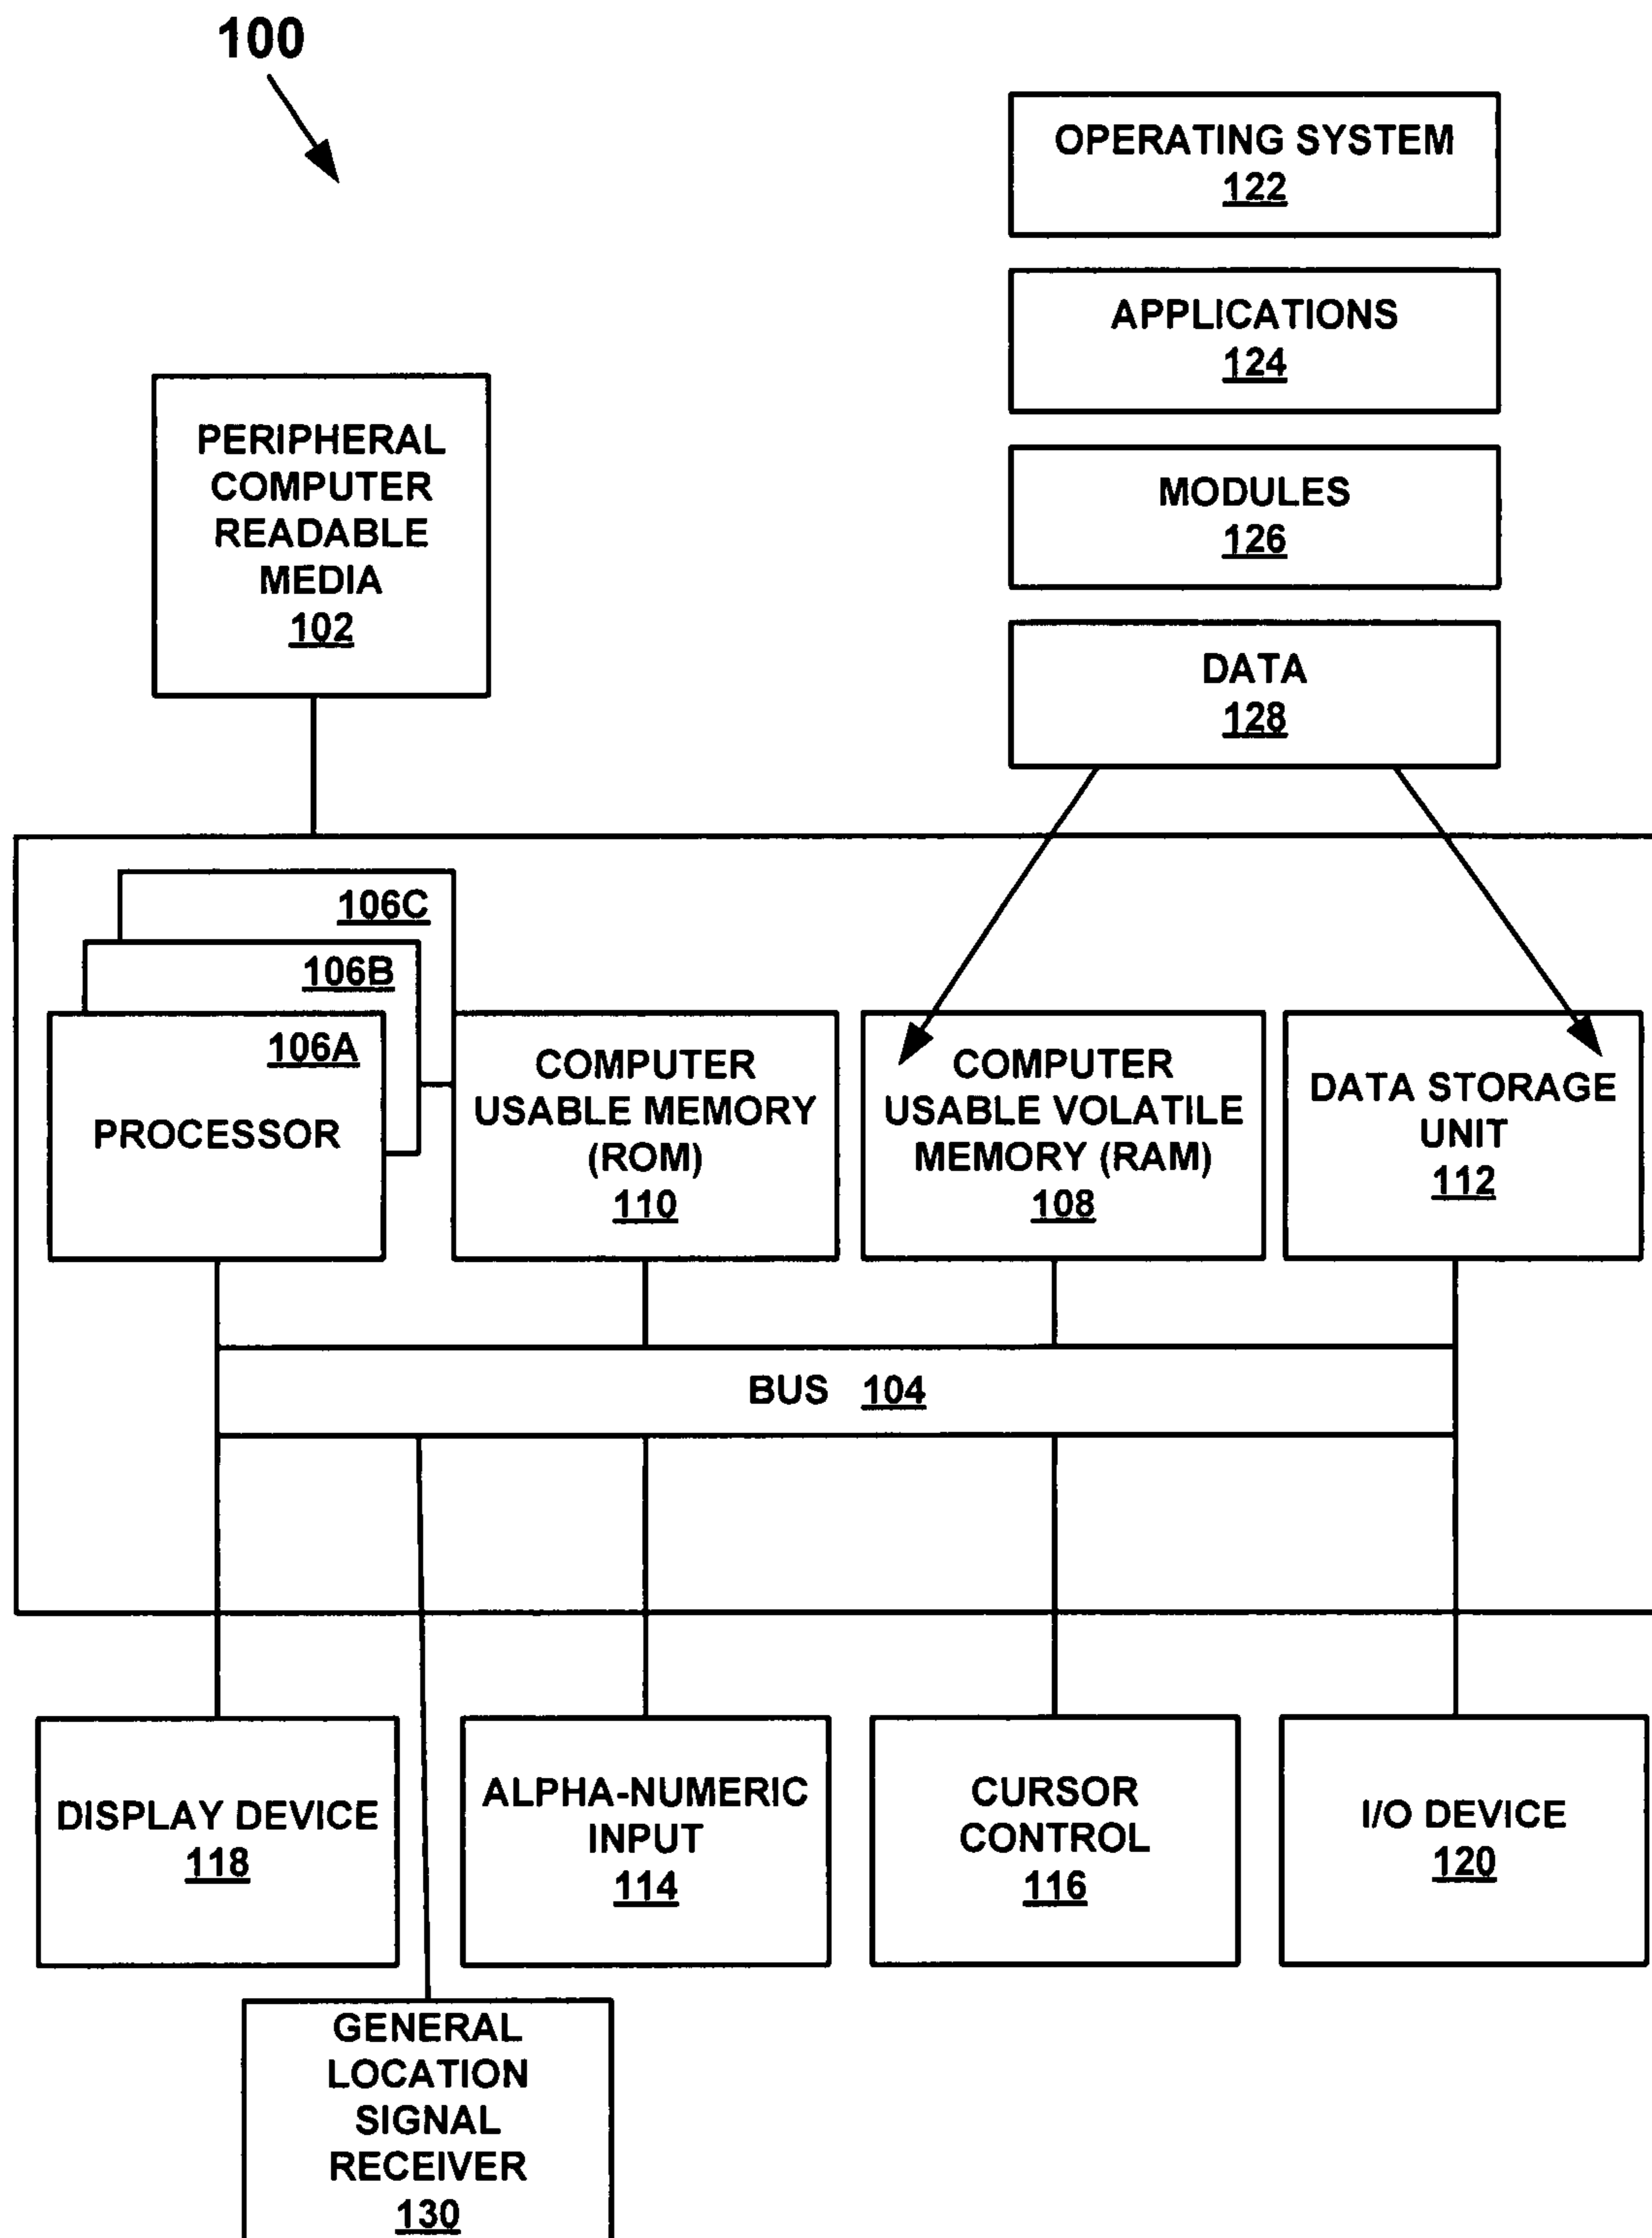 100
OPERATING SYSTEM
122
APPLICATIONS
124
MODULES
126
DATA
128
PERIPHERAL
COMPUTER
READABLE
MEDIA
102
106C
106B
106A
PROCESSOR
COMPUTER
USABLE MEMORY
(ROM)
110
COMPUTER
USABLE VOLATILE
MEMORY (RAM)
108
DATA STORAGE
UNIT
112
BUS 104
DISPLAY DEVICE
118
ALPHA-NUMERIC
INPUT
114
CURSOR
CONTROL
116
I/O DEVICE
120
GENERAL
LOCATION
SIGNAL
RECEIVER
130